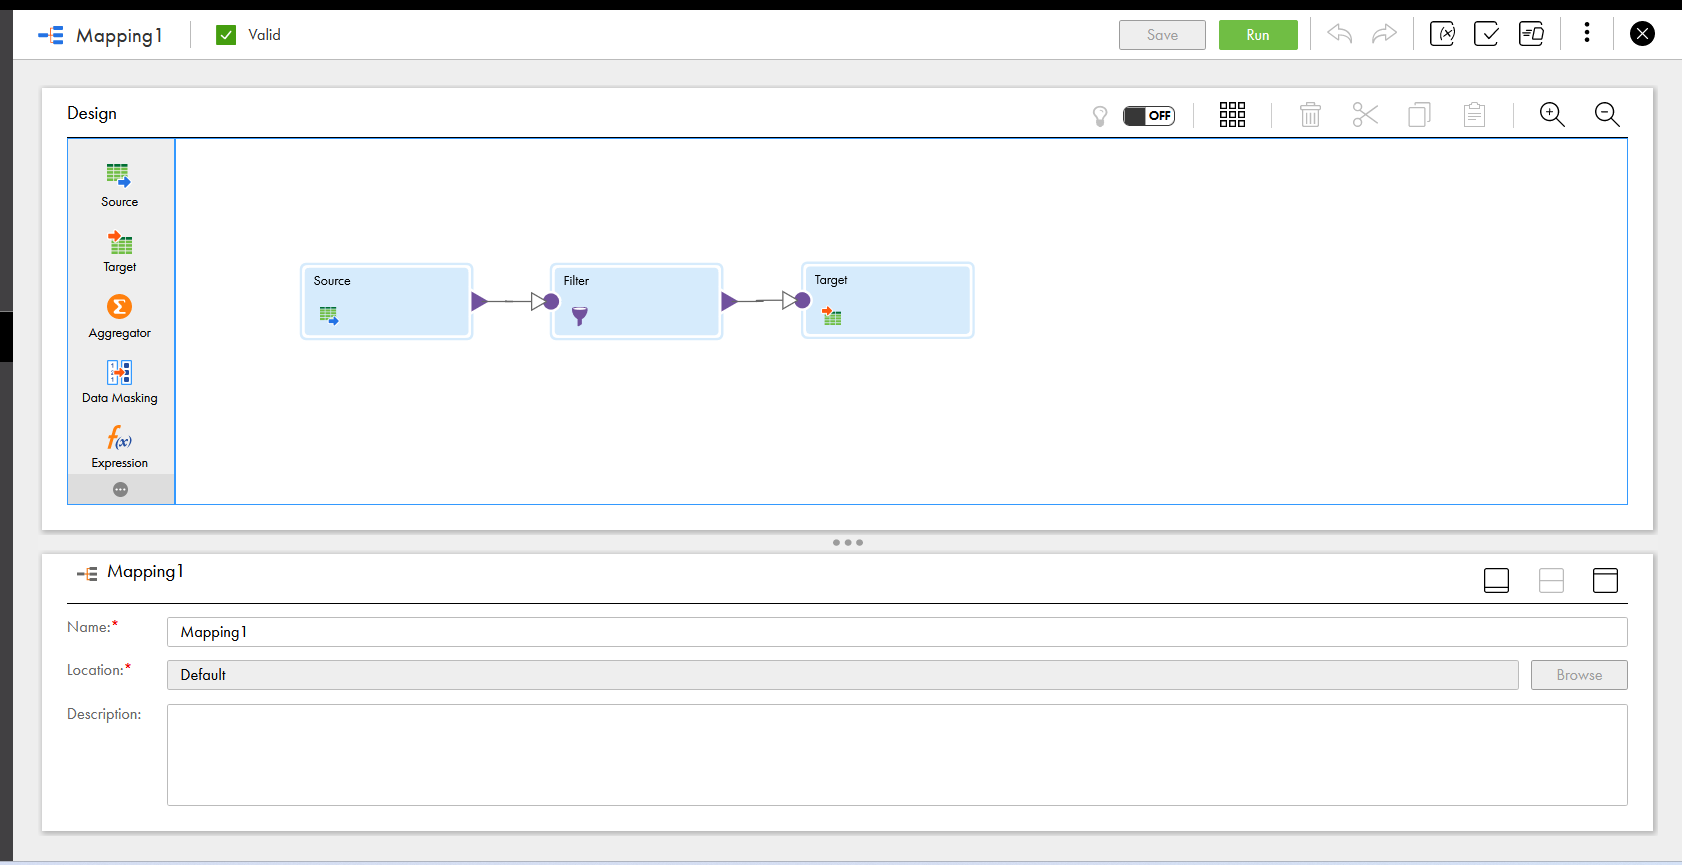 Mapping1
Valid
Save
Run
Design
OFF
Source
Target
Aggregator
Data Masking
Expression
Source
Filter
Target
Mapping1
Name:*
Mapping1
Location:*
Default
Browse
Description: